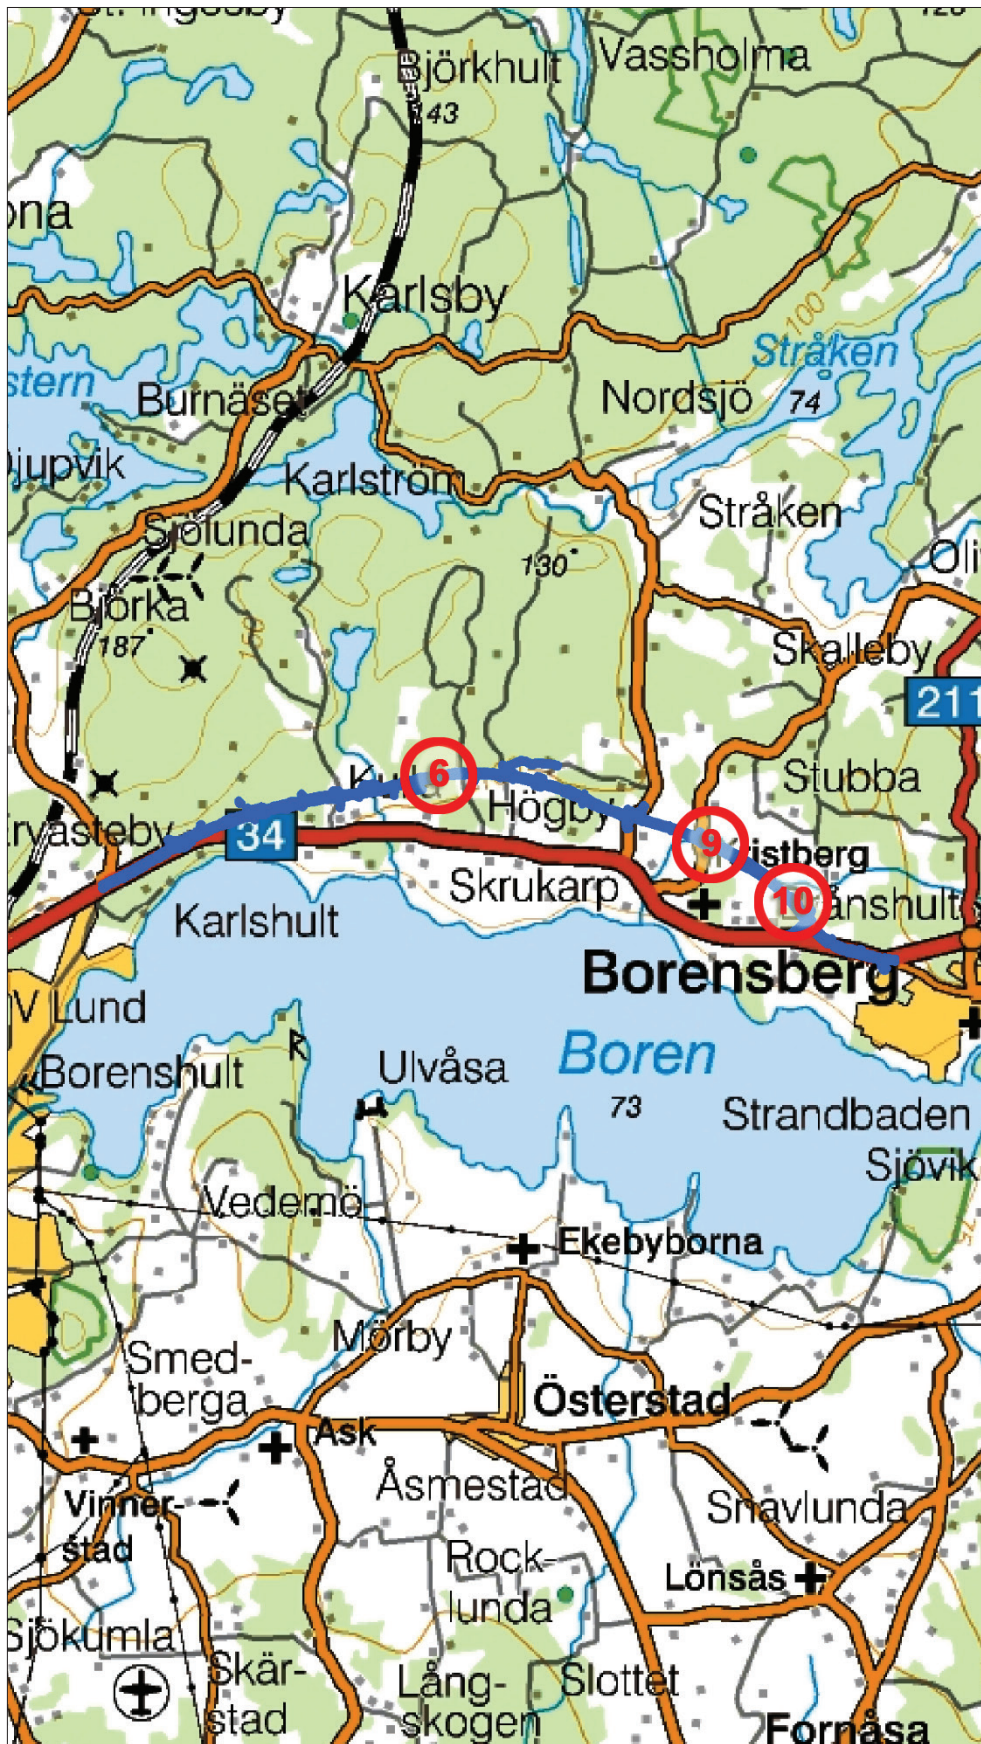 Björkhult
Vassholma
143
Karlsby
100
Stråken
Burnäset
Nordsjö
74
Karlström
Stråken
Sjölunda
130
Björka
187
Skalleby
211
6
Stubba
Högby
34
9
Kristberg
Skrukarp
10
Karlshult
Borensberg
V Lund
Boren
Borenshult
Ulvåsa
73
Strandbaden
Sjövik
Vedemö
Ekebyborna
Mörby
Smed-
berga
Österstad
Ask
Åsmestad
Vinner-
stad
Snavlunda
Rock-
lunda
Lönsås
Sjökumla
Skär-
stad
Lång-
skogen
Slottet
Fornåsa